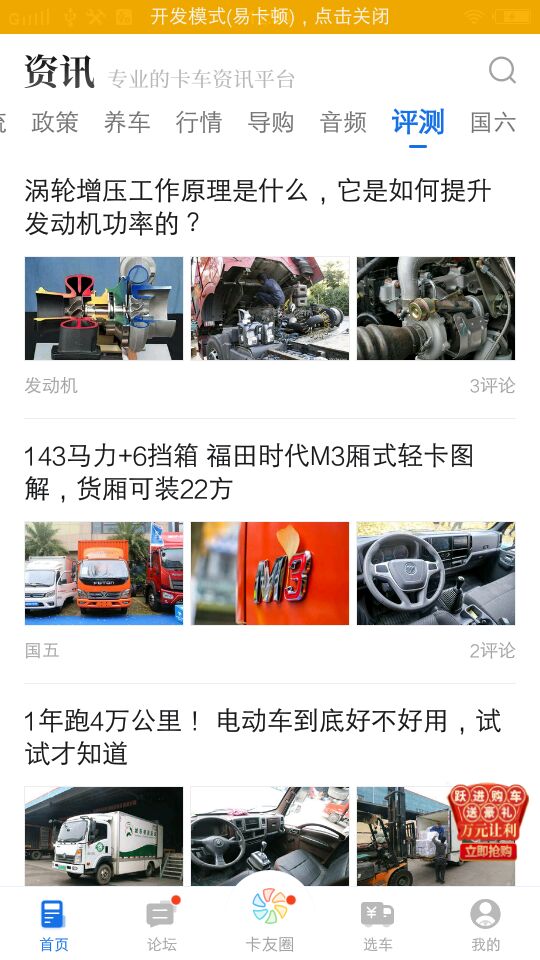 开发模式(易卡顿)，点击关闭
资讯 专业的卡车资讯平台
流 政策 养车 行情 导购 音频 评测 国六
涡轮增压工作原理是什么，它是如何提升
发动机功率的？
发动机 3评论
143马力+6挡箱 福田时代M3厢式轻卡图
解，货厢可装22方
FOTON
M3
国五 2评论
1年跑4万公里！ 电动车到底好不好用，试
试才知道
跃进购车
送豪礼
万元让利
立即抢购
首页 论坛 卡友圈 选车 我的